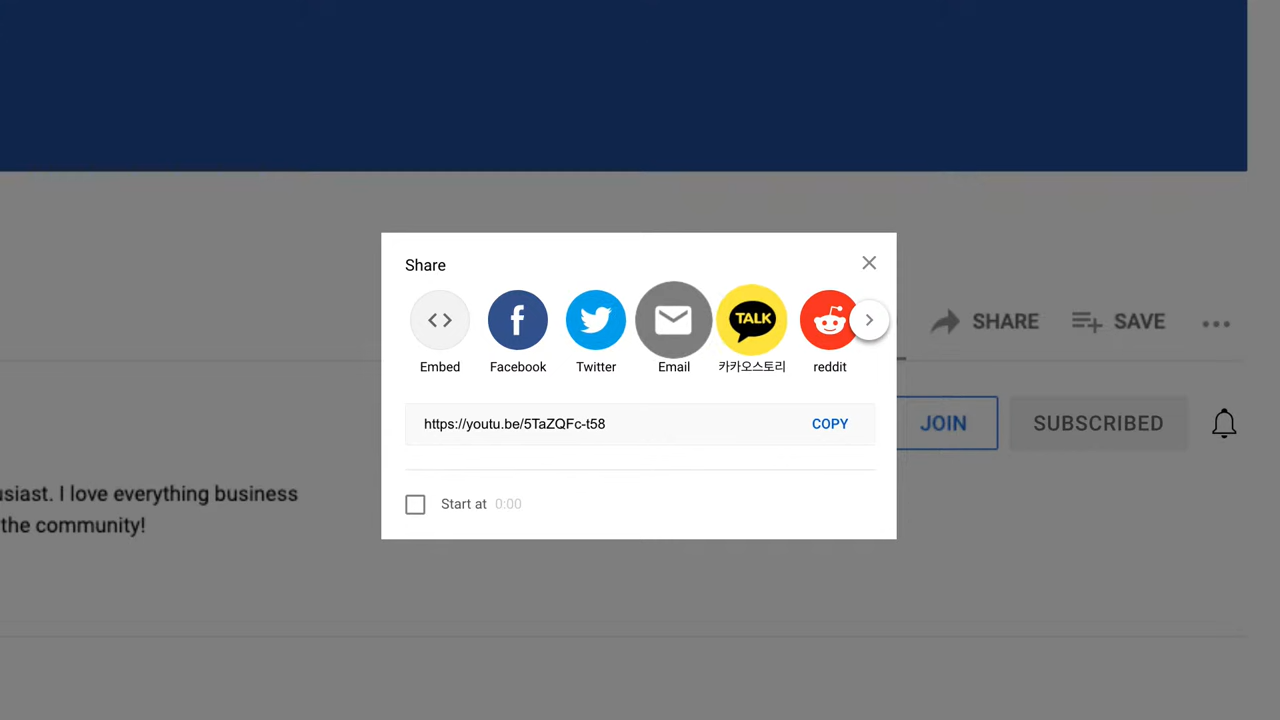 Share
TALK
Embed
Facebook
Twitter
Email
카카오스토리
reddit
SHARE
SAVE
https://youtu.be/5TaZQFc-t58
COPY
JOIN
SUBSCRIBED
Start at 0:00
. I love everything business
the community!